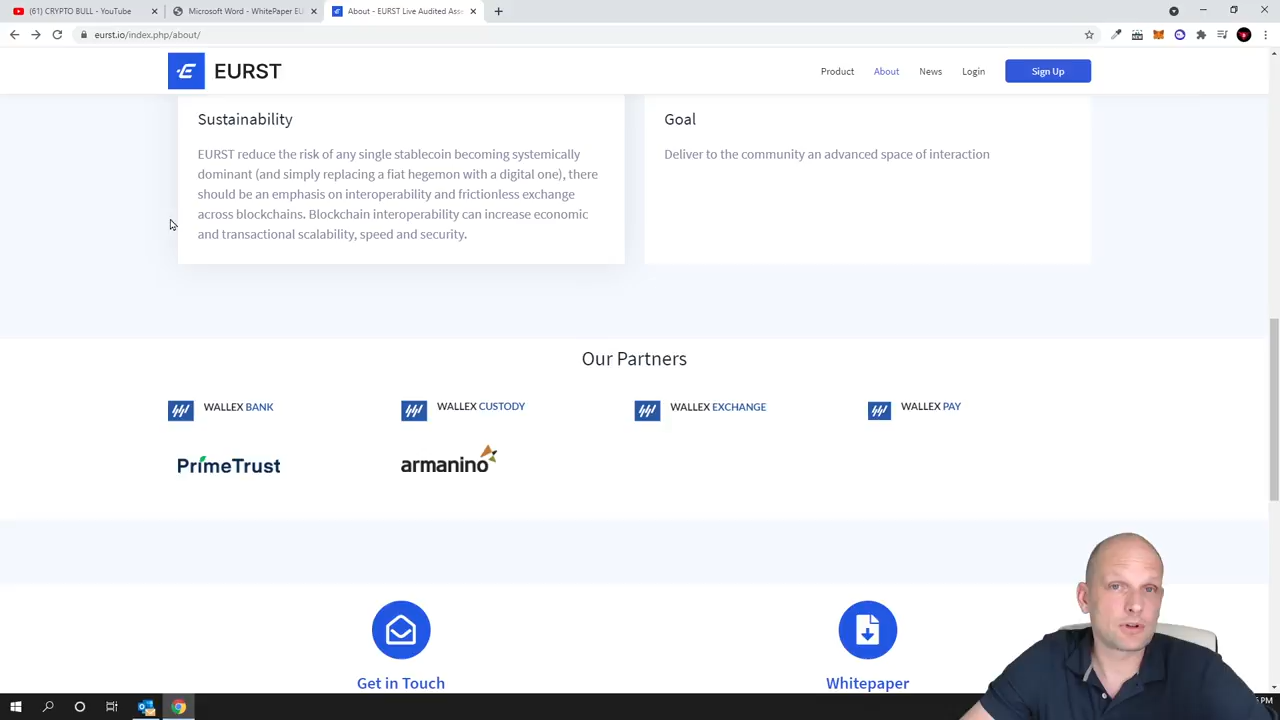 (61) CRYPTO BULL - YouTube
Microsoft Word - WhitePaper EU
About - EURST Live Audited Asse
eurst.io/index.php/about/
EURST
Product
About
News
Login
Sign Up
Sustainability
EURST reduce the risk of any single stablecoin becoming systemically
dominant (and simply replacing a fiat hegemon with a digital one), there
should be an emphasis on interoperability and frictionless exchange
across blockchains. Blockchain interoperability can increase economic
and transactional scalability, speed and security.
Goal
Deliver to the community an advanced space of interaction
Our Partners
WALLEX BANK
WALLEX CUSTODY
WALLEX EXCHANGE
WALLEX PAY
PrimeTrust
armanino
Get in Touch
Whitepaper
PM